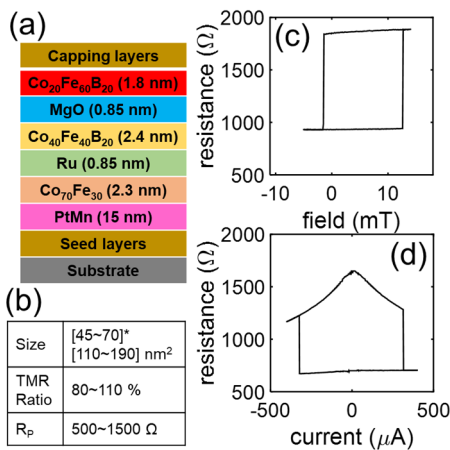 (a)
Capping layers
Co₂₀Fe₆₀B₂₀ (1.8 nm)
MgO (0.85 nm)
Co₄₀Fe₄₀B₂₀ (2.4 nm)
Ru (0.85 nm)
Co₇₀Fe₃₀ (2.3 nm)
PtMn (15 nm)
Seed layers
Substrate
(b)
Size
[45~70]*
[110~190] nm²
TMR
Ratio
80~110 %
R_P
500~1500 Ω
(c)
resistance (Ω)
2000
1500
1000
500
-10
0
10
field (mT)
(d)
resistance (Ω)
2000
1500
1000
500
-500
0
500
current (μA)